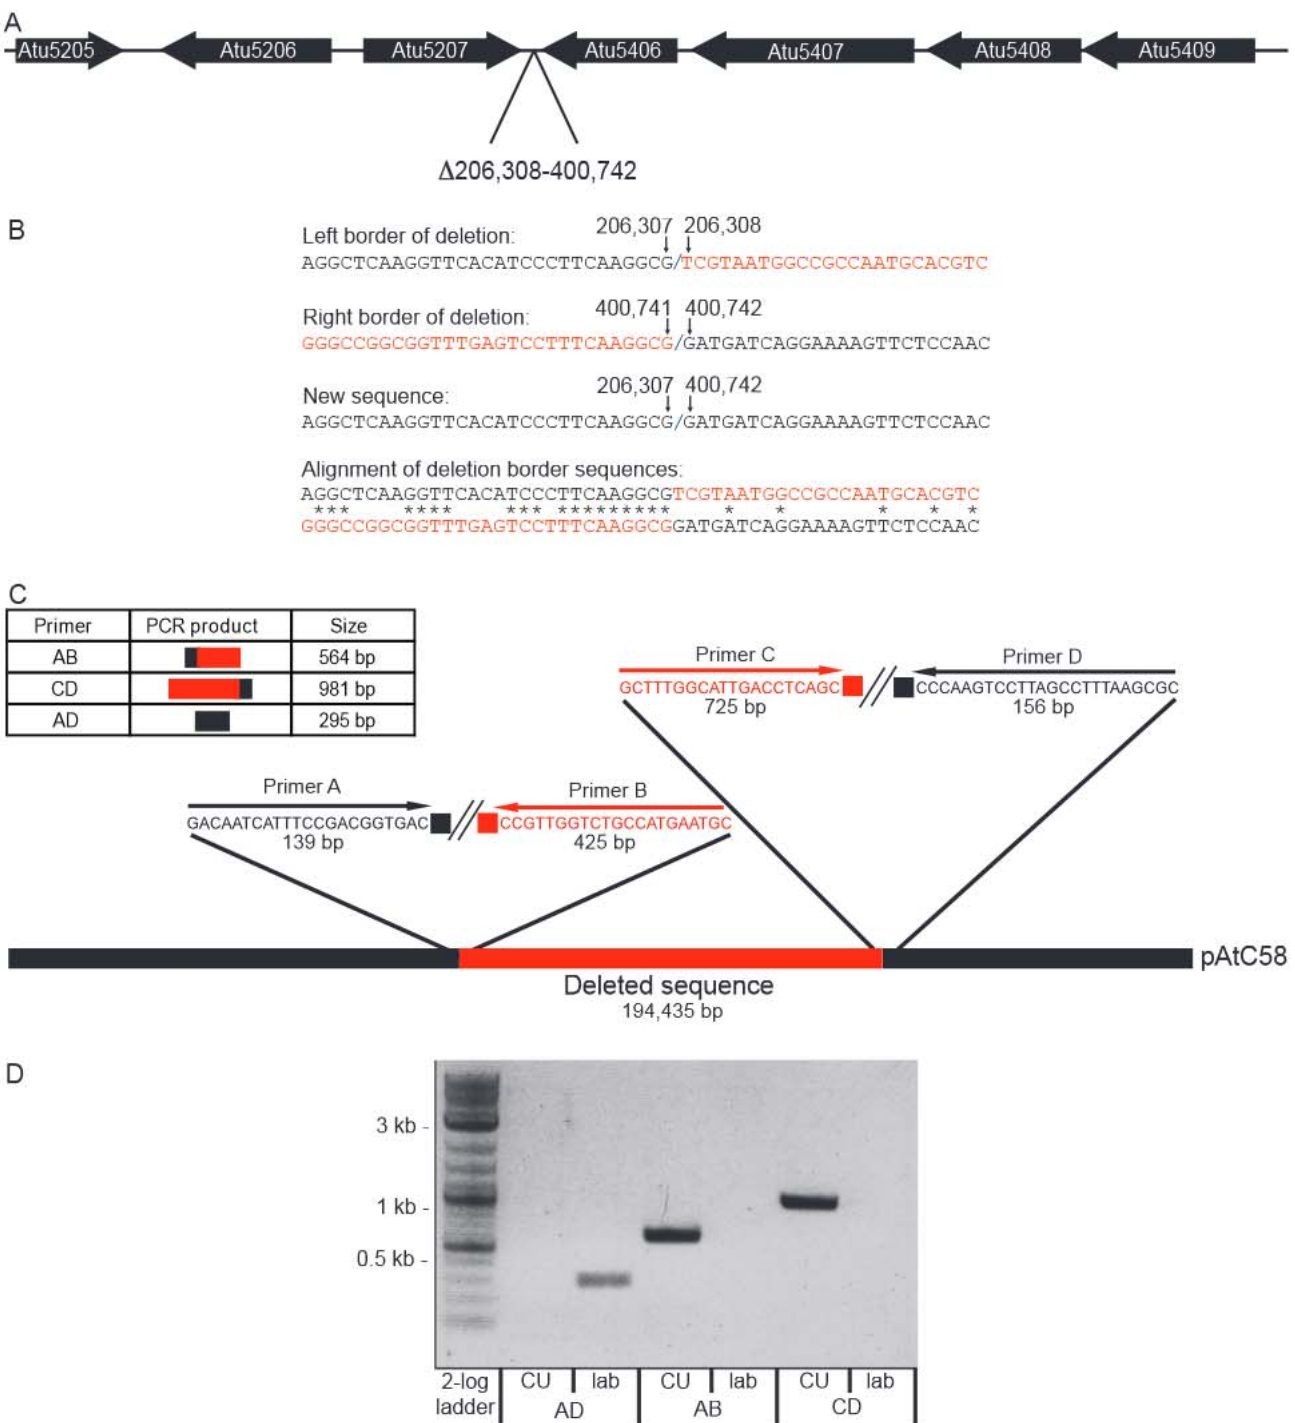 A
Atu5205 Atu5206 Atu5207 Atu5406 Atu5407 Atu5408 Atu5409
Δ206,308-400,742
B
206,307 206,308
Left border of deletion:
AGGCTCAAGGTTCACATCCCTTCAAGGCG/TCGTAATGGCCGCCAATGCACGTC
400,741 400,742
Right border of deletion:
GGGCCGGCGGTTTGAGTCCTTTCAAGGCG/GATGATCAGGAAAAGTTCTCCAAC
206,307 400,742
New sequence:
AGGCTCAAGGTTCACATCCCTTCAAGGCG/GATGATCAGGAAAAGTTCTCCAAC
Alignment of deletion border sequences:
AGGCTCAAGGTTCACATCCCTTCAAGGCGTCGTAATGGCCGCCAATGCACGTC
*** **** *** ********* * * * * *
GGGCCGGCGGTTTGAGTCCTTTCAAGGCGGATGATCAGGAAAAGTTCTCCAAC
C
Primer PCR product Size
AB 564 bp
CD 981 bp
AD 295 bp
Primer C Primer D
GCTTTGGCATTGACCTCAGC // CCCAAGTCCTTAGCCTTTAAGCGC
725 bp 156 bp
Primer A Primer B
GACAATCATTTCCGACGGTGAC // CCGTTGGTCTGCCATGAATGC
139 bp 425 bp
pAtC58
Deleted sequence
194,435 bp
D
3 kb -
1 kb -
0.5 kb -
2-log ladder CU lab CU lab CU lab
AD AB CD